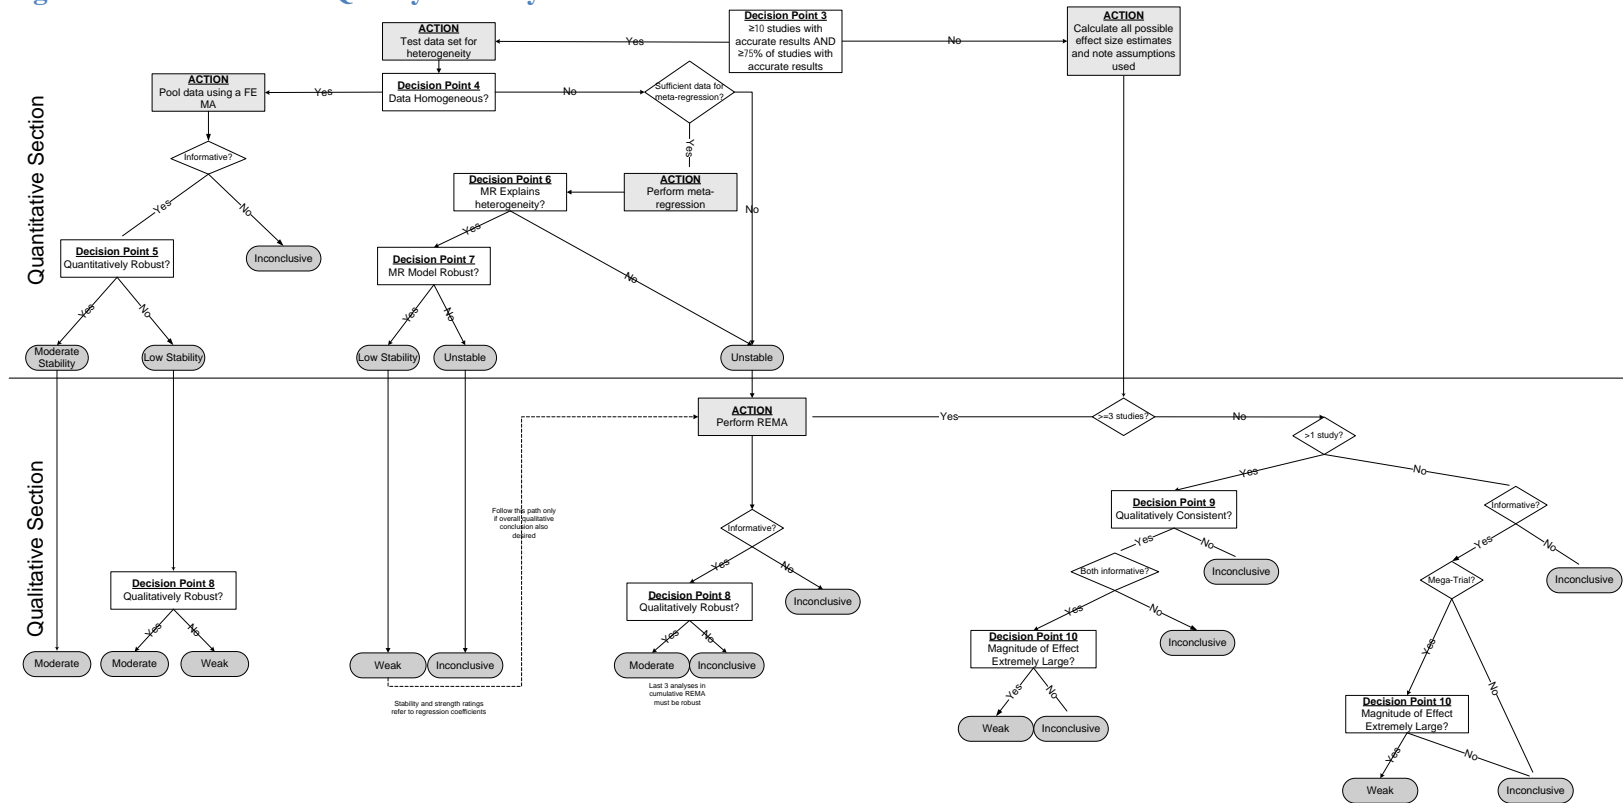 ACTION
Test data set for
heterogeneity
Yes
Decision Point 3
≥10 studies with
accurate results AND
≥75% of studies with
accurate results
No
ACTION
Calculate all possible
effect size estimates
and note assumptions
used
Quantitative Section
ACTION
Pool data using a FE
MA
Yes
Decision Point 4
Data Homogeneous?
No
Sufficient data for
meta-regression?
Yes
No
Informative?
Yes
No
Decision Point 6
MR Explains
heterogeneity?
ACTION
Perform meta-
regression
Yes
No
Decision Point 5
Quantitatively Robust?
Inconclusive
Decision Point 7
MR Model Robust?
Yes
No
Yes
No
Moderate
Stability
Low Stability
Low Stability
Unstable
Unstable
Qualitative Section
ACTION
Perform REMA
Yes
>=3 studies?
No
>1 study?
Yes
No
Follow this path only
if overall qualitative
conclusion also
desired
Informative?
Yes
No
Decision Point 9
Qualitatively Consistent?
Yes
No
Informative?
Yes
No
Decision Point 8
Qualitatively Robust?
Yes
No
Decision Point 8
Qualitatively Robust?
Yes
No
Inconclusive
Both informative?
Yes
No
Inconclusive
Mega-Trial?
Yes
No
Inconclusive
Moderate
Moderate
Weak
Weak
Inconclusive
Moderate
Inconclusive
Decision Point 10
Magnitude of Effect
Extremely Large?
Yes
No
Inconclusive
Stability and strength ratings
refer to regression coefficients
Last 3 analyses in
cumulative REMA
must be robust
Weak
Inconclusive
Decision Point 10
Magnitude of Effect
Extremely Large?
Yes
No
Weak
Inconclusive